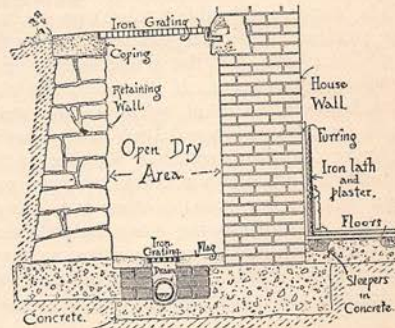 Iron Grating
Coping
Retaining
Wall.
House
Wall.
Open Dry
Area
Furring
Iron lath
and
plaster.
Floors
Iron
Grating
Flag
Drain
Sleepers
in
Concrete
Concrete.